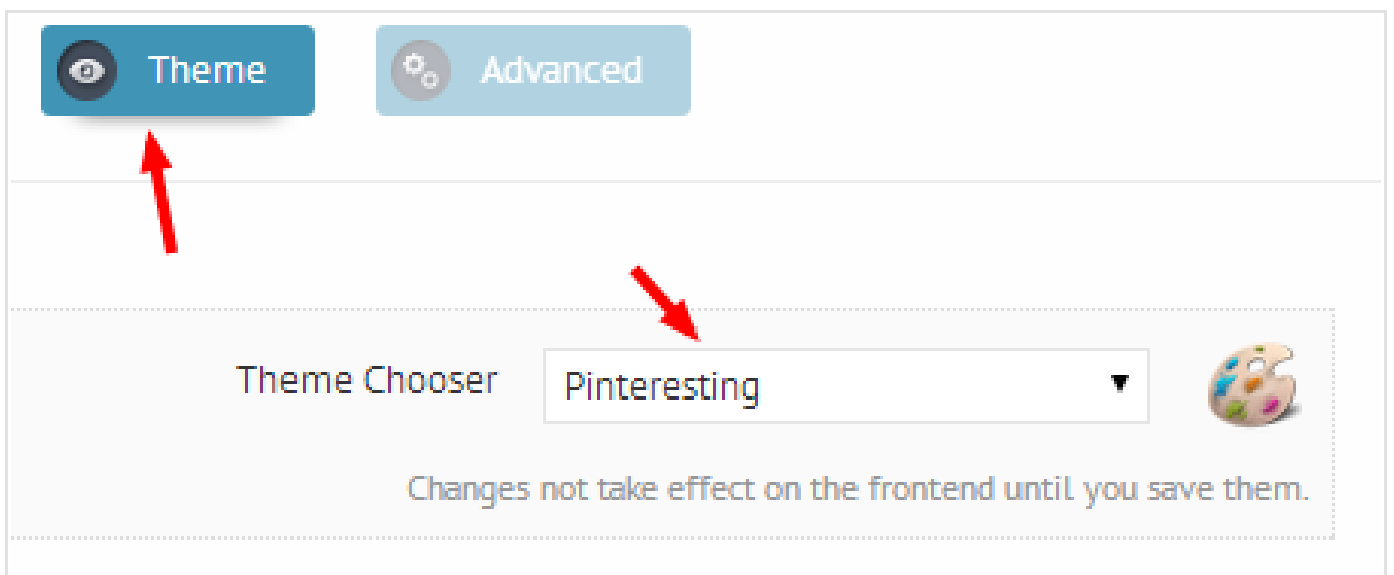 Theme
Advanced
Theme Chooser
Pinteresting
Changes not take effect on the frontend until you save them.